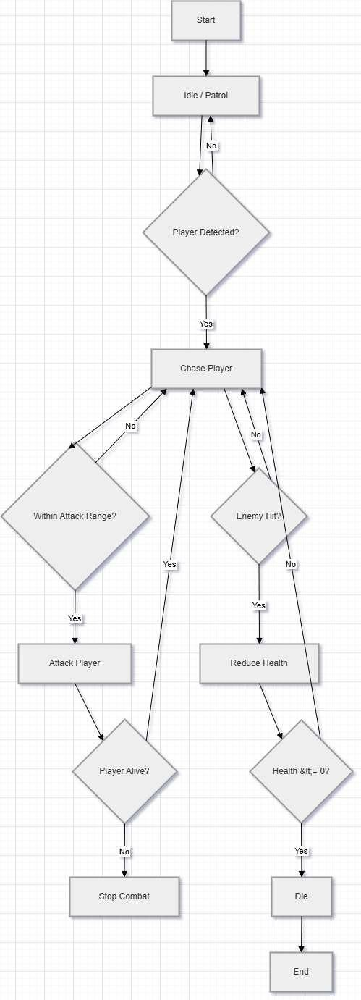 Start
Idle / Patrol
No
Player Detected?
Yes
Chase Player
No
No
Within Attack Range?
Enemy Hit?
Yes
No
Yes
Yes
Attack Player
Reduce Health
Player Alive?
Health &lt;= 0?
No
Yes
Stop Combat
Die
End